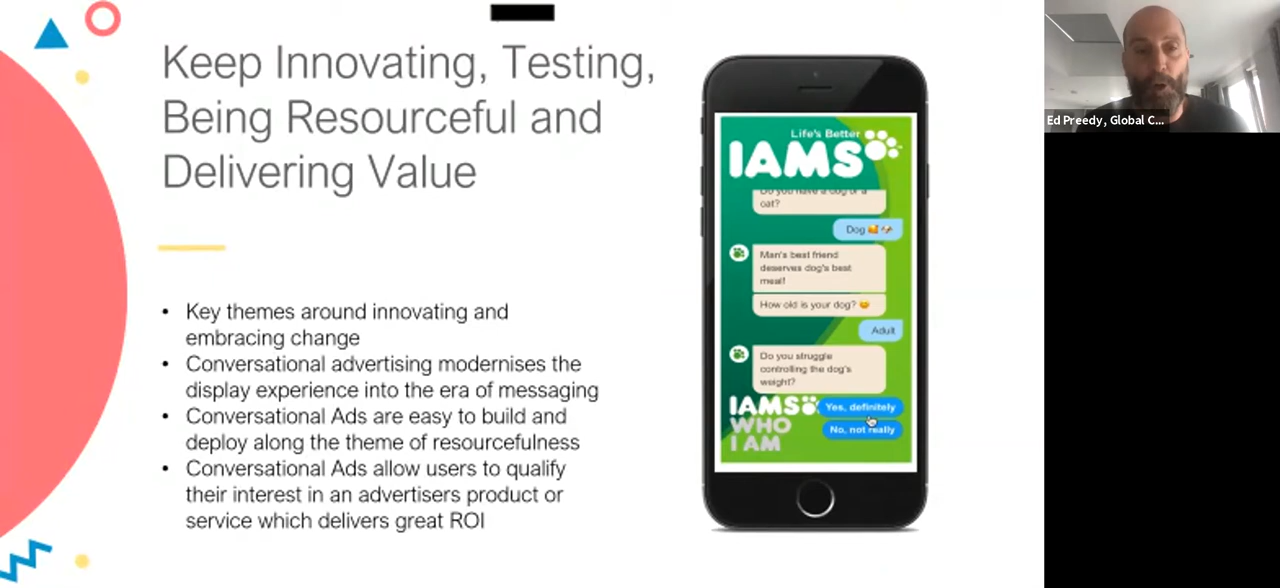 Keep Innovating, Testing,
Being Resourceful and
Delivering Value
• Key themes around innovating and
embracing change
• Conversational advertising modernises the
display experience into the era of messaging
• Conversational Ads are easy to build and
deploy along the theme of resourcefulness
• Conversational Ads allow users to qualify
their interest in an advertisers product or
service which delivers great ROI
Life's Better
IAMS
Do you have a dog or a
cat?
Dog 🥰 🐶
Man's best friend
deserves dog's best
meal!
How old is your dog? 😊
Adult
Do you struggle
controlling the dog's
weight?
IAMS
WHO
I AM
Yes, definitely
No, not really
Ed Preedy, Global C...